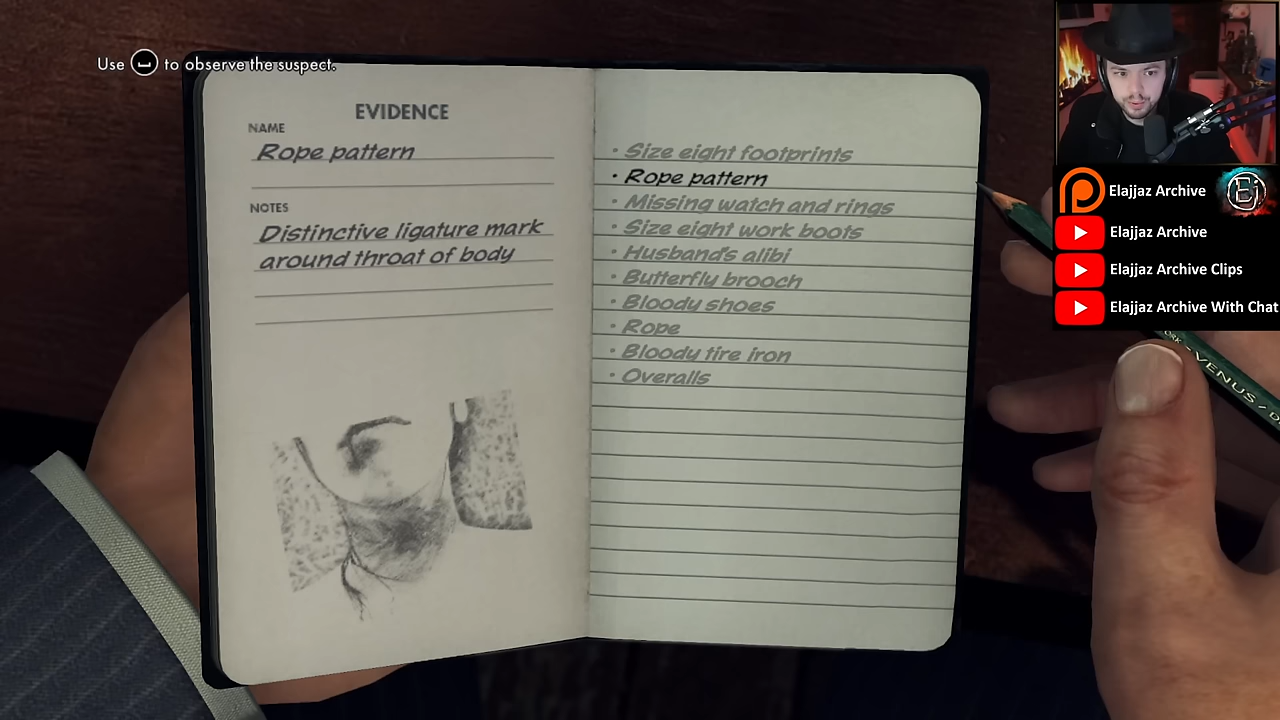 Use to observe the suspect.
EVIDENCE
NAME
Rope pattern
NOTES
Distinctive ligature mark
around throat of body
• Size eight footprints
• Rope pattern
• Missing watch and rings
• Size eight work boots
• Husband's alibi
• Butterfly brooch
• Bloody shoes
• Rope
• Bloody tire iron
• Overalls
VENUS
Elajjaz Archive
Ej
Elajjaz Archive
Elajjaz Archive Clips
Elajjaz Archive With Chat